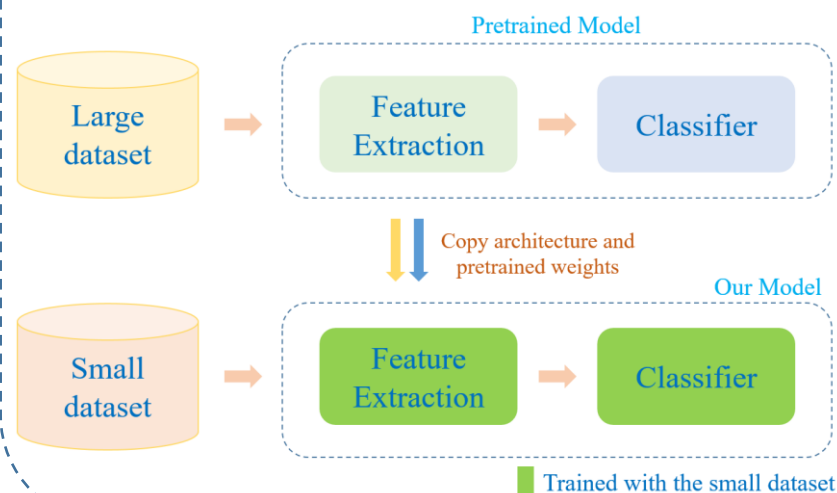 Pretrained Model
Large
dataset
Feature
Extraction
Classifier
Copy architecture and
pretrained weights
Our Model
Small
dataset
Feature
Extraction
Classifier
Trained with the small dataset